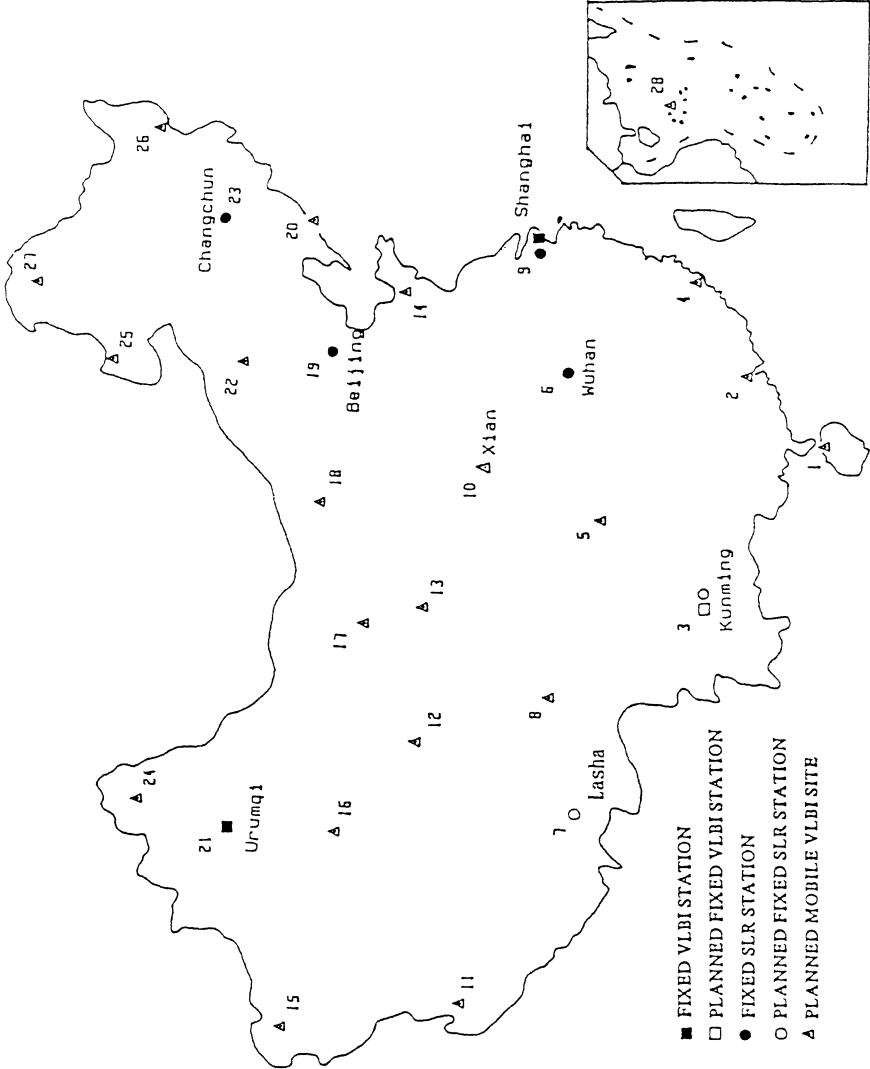 27
25
26
24
21
Changchun
23
22
Urumqi
20
15
19
18
17
16
Beijing
14
12
13
11
10
Xian
Shanghai
9
8
6
7
5
Wuhan
Lasha
28
3
4
Kunming
2
1
FIXED VLBI STATION
PLANNED FIXED VLBI STATION
FIXED SLR STATION
PLANNED FIXED SLR STATION
PLANNED MOBILE VLBI SITE